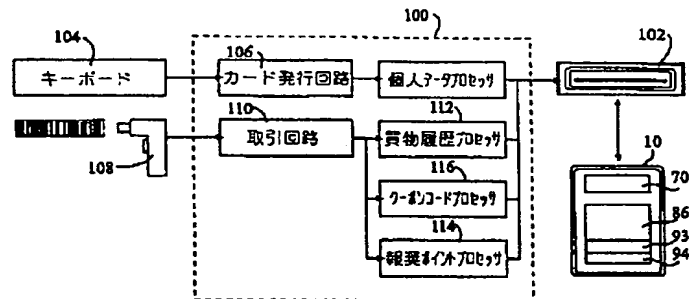 100
104
キーボード
106
カード発行回路
個人データプロセッサ
102
108
110
取引回路
112
買物履歴プロセッサ
116
クーポンコードプロセッサ
114
報奨ポイントプロセッサ
10
70
86
93
94